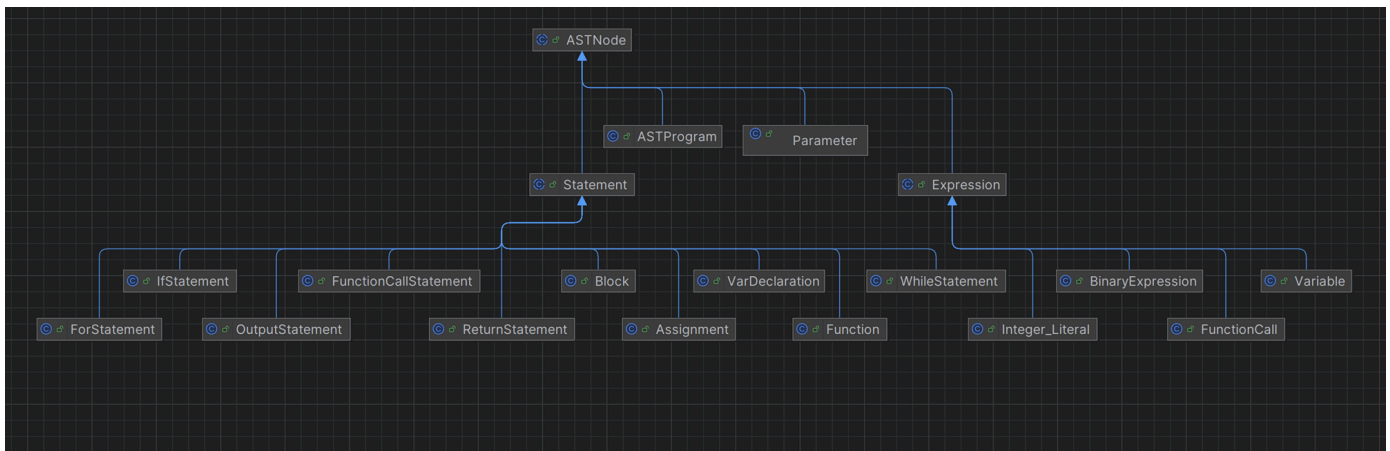 ASTNode
ASTProgram
Parameter
Statement
Expression
IfStatement
FunctionCallStatement
Block
VarDeclaration
WhileStatement
BinaryExpression
Variable
ForStatement
OutputStatement
ReturnStatement
Assignment
Function
Integer_Literal
FunctionCall